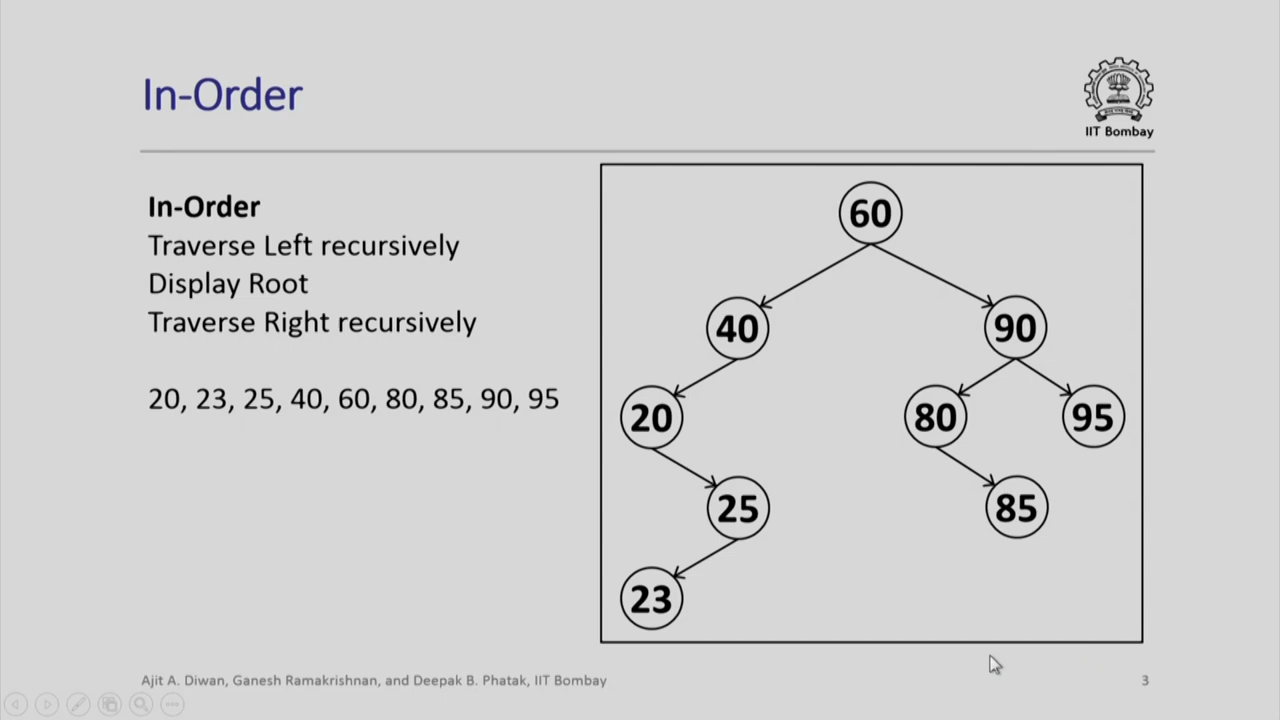 In-Order
IIT Bombay
In-Order
Traverse Left recursively
Display Root
Traverse Right recursively
20, 23, 25, 40, 60, 80, 85, 90, 95
60
40
90
20
80
95
25
85
23
Ajit A. Diwan, Ganesh Ramakrishnan, and Deepak B. Phatak, IIT Bombay
3